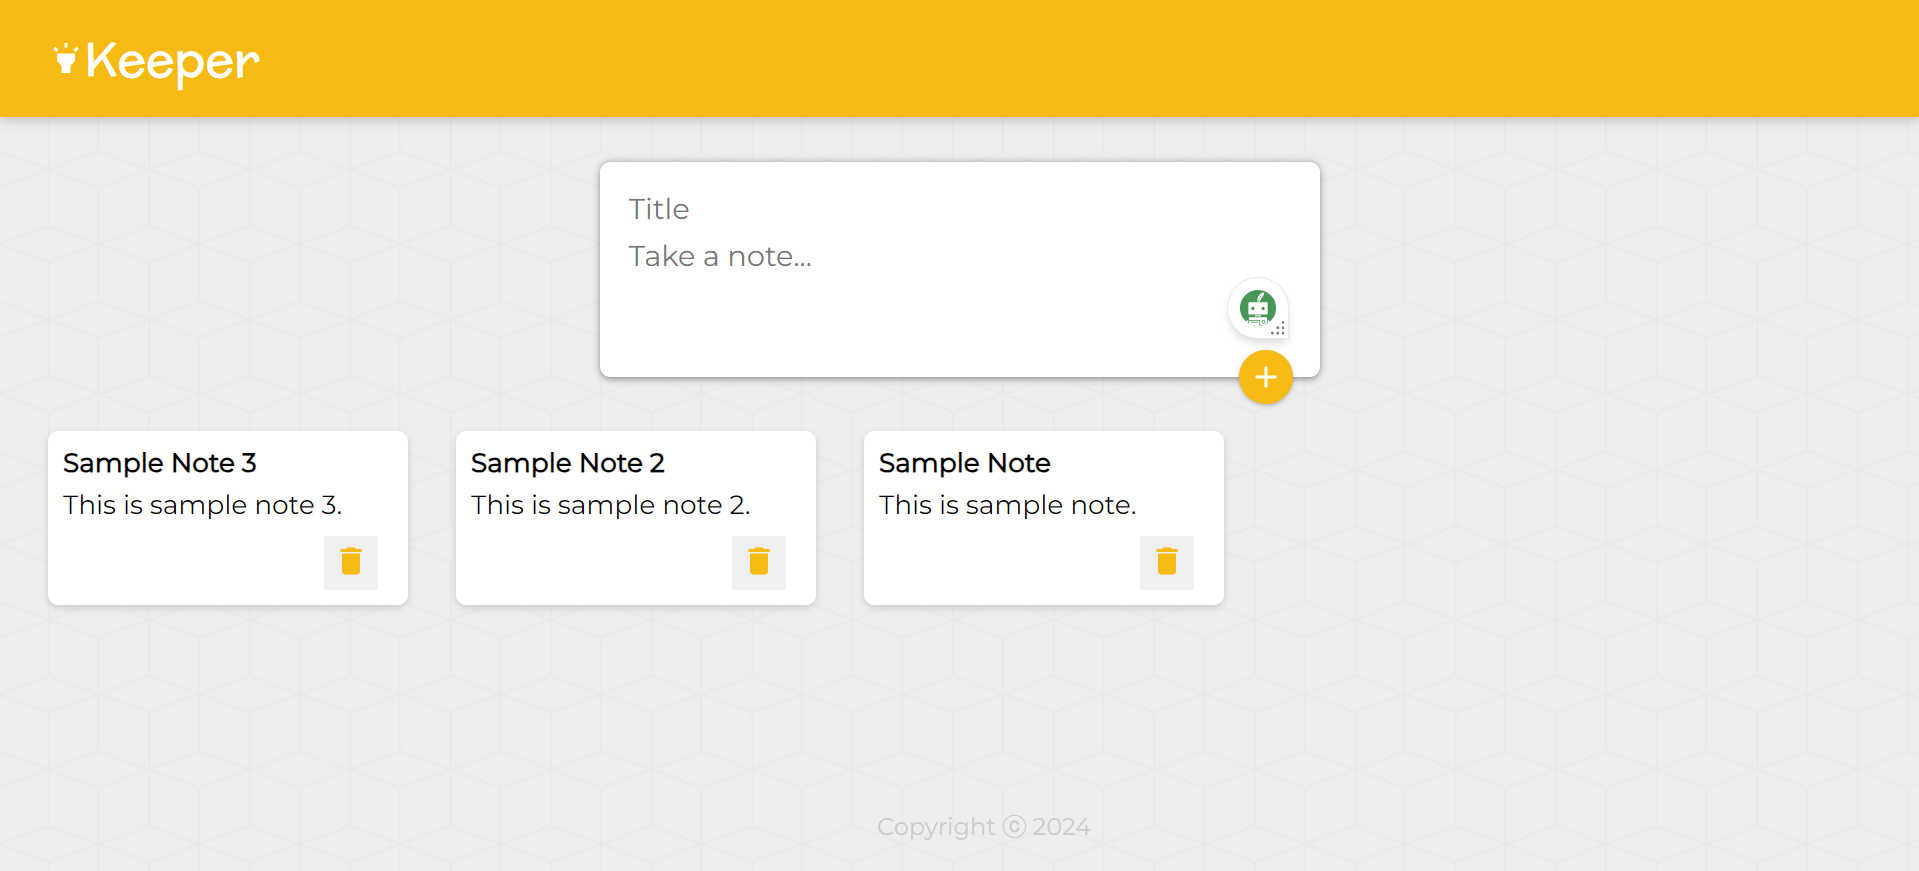 Keeper
Title
Take a note...
Sample Note 3
This is sample note 3.
Sample Note 2
This is sample note 2.
Sample Note
This is sample note.
Copyright ⓒ 2024